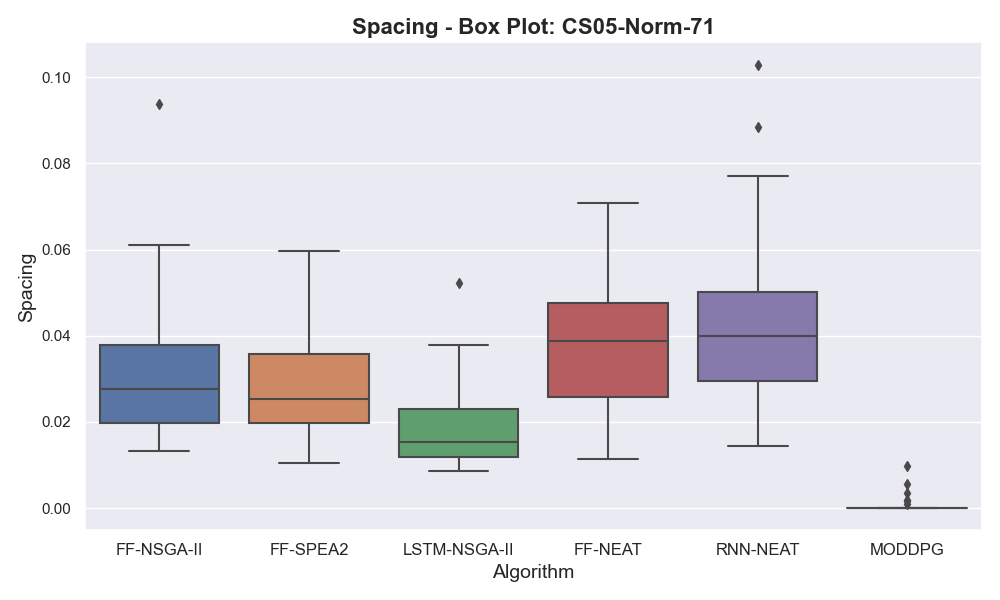 Spacing - Box Plot: CS05-Norm-71
0.10
0.08
0.06
0.04
0.02
0.00
Spacing
FF-NSGA-II
FF-SPEA2
LSTM-NSGA-II
FF-NEAT
RNN-NEAT
MODDPG
Algorithm